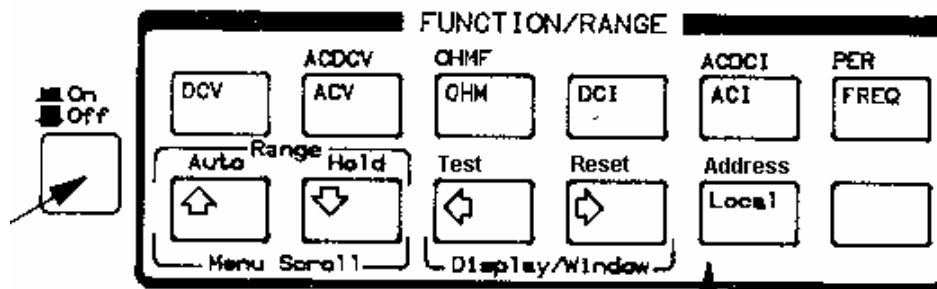 FUNCTION/RANGE
ACDCV OHMF ACDCI PER
On
Off
DCV ACV OHM DCI ACI FREQ
Range
Auto Hold Test Reset Address
Local
Menu Scroll Display/Window